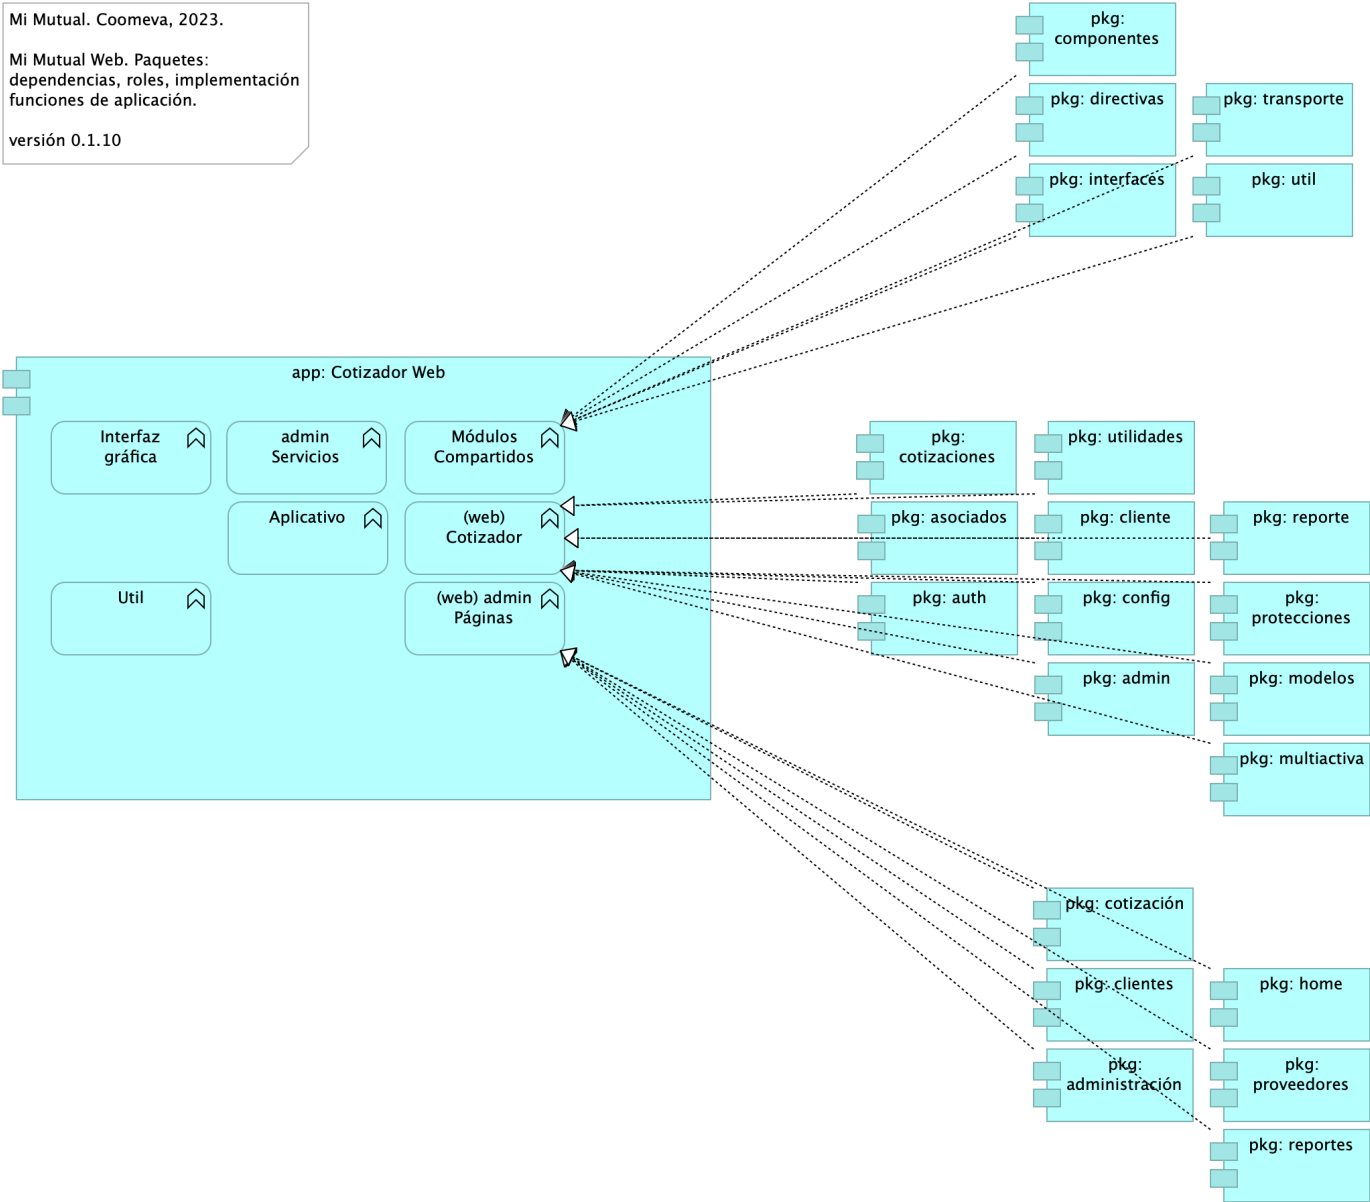 Mi Mutual. Coomeva, 2023.
Mi Mutual Web. Paquetes:
dependencias, roles, implementación
funciones de aplicación.
versión 0.1.10
pkg:
componentes
pkg: directivas
pkg: transporte
pkg: interfaces
pkg: util
app: Cotizador Web
Interfaz
gráfica
admin
Servicios
Módulos
Compartidos
Aplicativo
(web)
Cotizador
Util
(web) admin
Páginas
pkg:
cotizaciones
pkg: utilidades
pkg: asociados
pkg: cliente
pkg: reporte
pkg: auth
pkg: config
pkg:
protecciones
pkg: admin
pkg: modelos
pkg: multiactiva
pkg: cotización
pkg: clientes
pkg: home
pkg:
administración
pkg:
proveedores
pkg: reportes